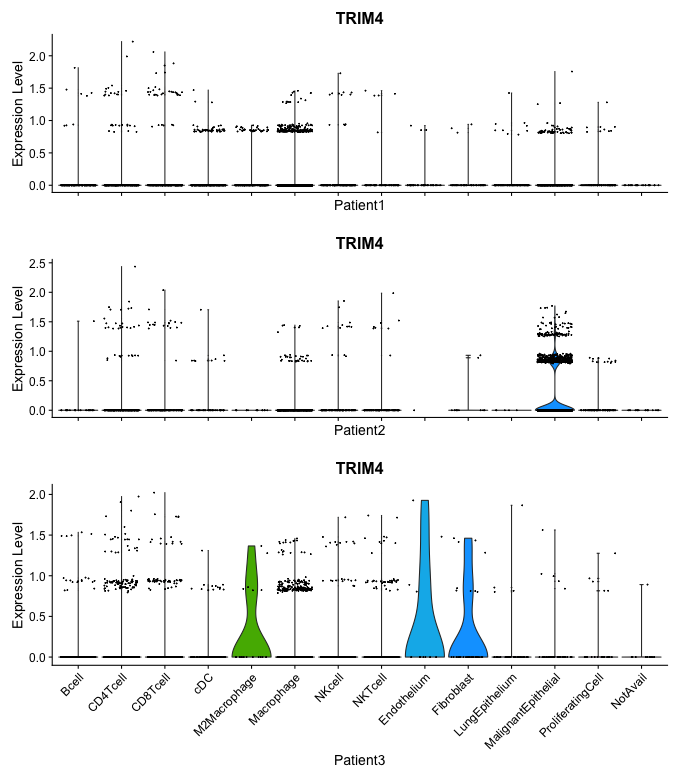 TRIM4
Expression Level
2.0
1.5
1.0
0.5
0.0
Patient1
TRIM4
Expression Level
2.5
2.0
1.5
1.0
0.5
0.0
Patient2
TRIM4
Expression Level
2.0
1.5
1.0
0.5
0.0
Bcell
CD4Tcell
CD8Tcell
cDC
M2Macrophage
Macrophage
NKcell
NKTcell
Endothelium
Fibroblast
LungEpithelium
MalignantEpithelial
ProliferatingCell
NotAvail
Patient3